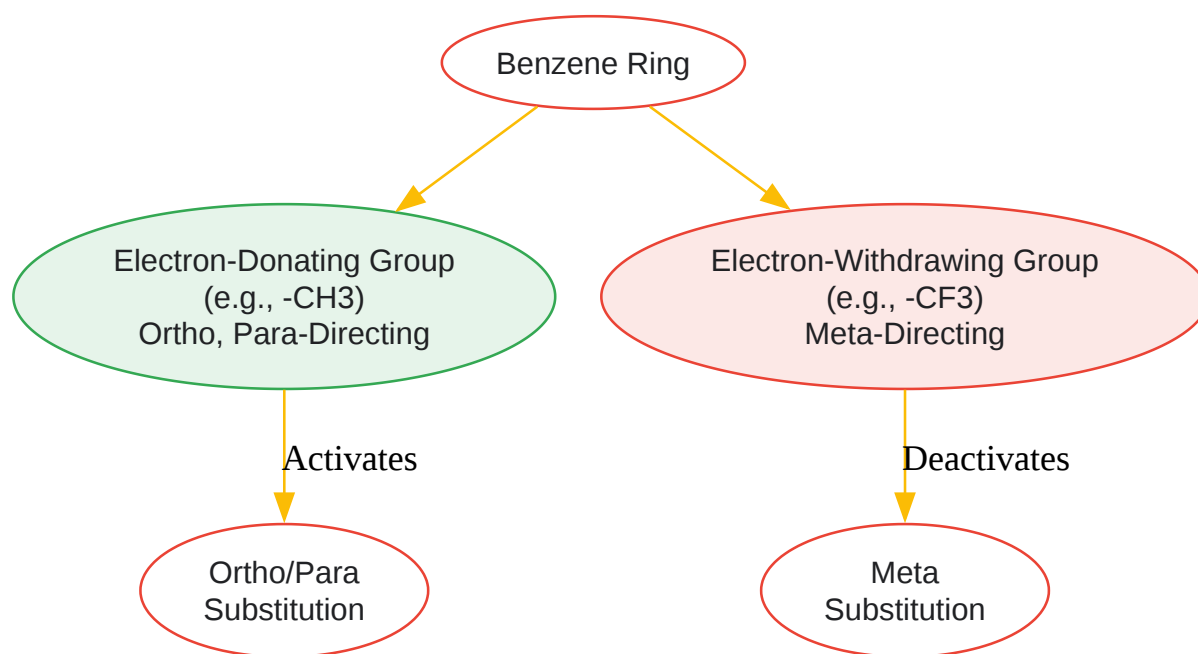 Benzene Ring
Electron-Donating Group
(e.g., -CH3)
Ortho, Para-Directing
Electron-Withdrawing Group
(e.g., -CF3)
Meta-Directing
Activates
Deactivates
Ortho/Para
Substitution
Meta
Substitution